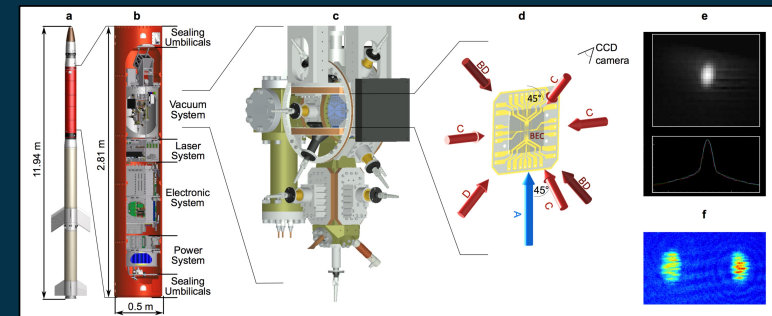 a
b
c
d
e
f
11.94 m
2.81 m
0.5 m
Sealing
Umbilicals
Vacuum
System
Laser
System
Electronic
System
Power
System
Sealing
Umbilicals
CCD
camera
BD
C
45°
C
C
BEC
D
A
45°
C
BD